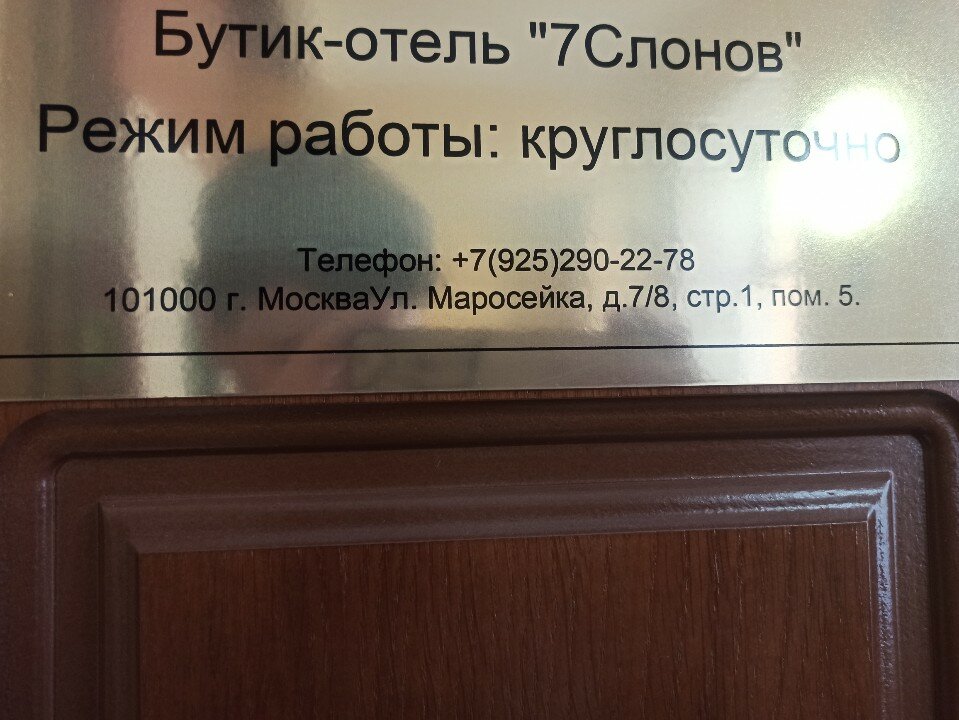 Бутик-отель "7Слонов"
Режим работы: круглосуточно
Телефон: +7(925)290-22-78
101000 г. МоскваУл. Маросейка, д.7/8, стр.1, пом. 5.